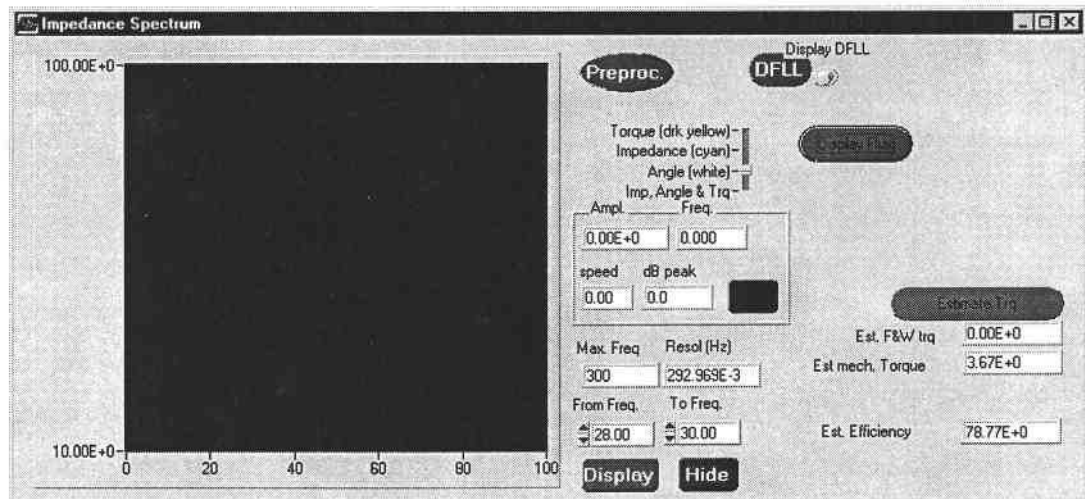 Impedance Spectrum
Display DFLL
100.00E+0
Preproc.
DFLL
Torque (drk yellow)
Impedance (cyan)
Angle (white)
Imp, Angle & Trq
Display Flux
Ampl. Freq.
0.00E+0 0.000
speed dB peak
0.00 0.0
Estimate Trq
Est. F&W trq 0.00E+0
Max. Freq Resol (Hz)
Est mech. Torque 3.67E+0
300 292.969E-3
From Freq. To Freq.
28.00 30.00
Est. Efficiency 78.77E+0
10.00E+0
0 20 40 60 80 100
Display Hide